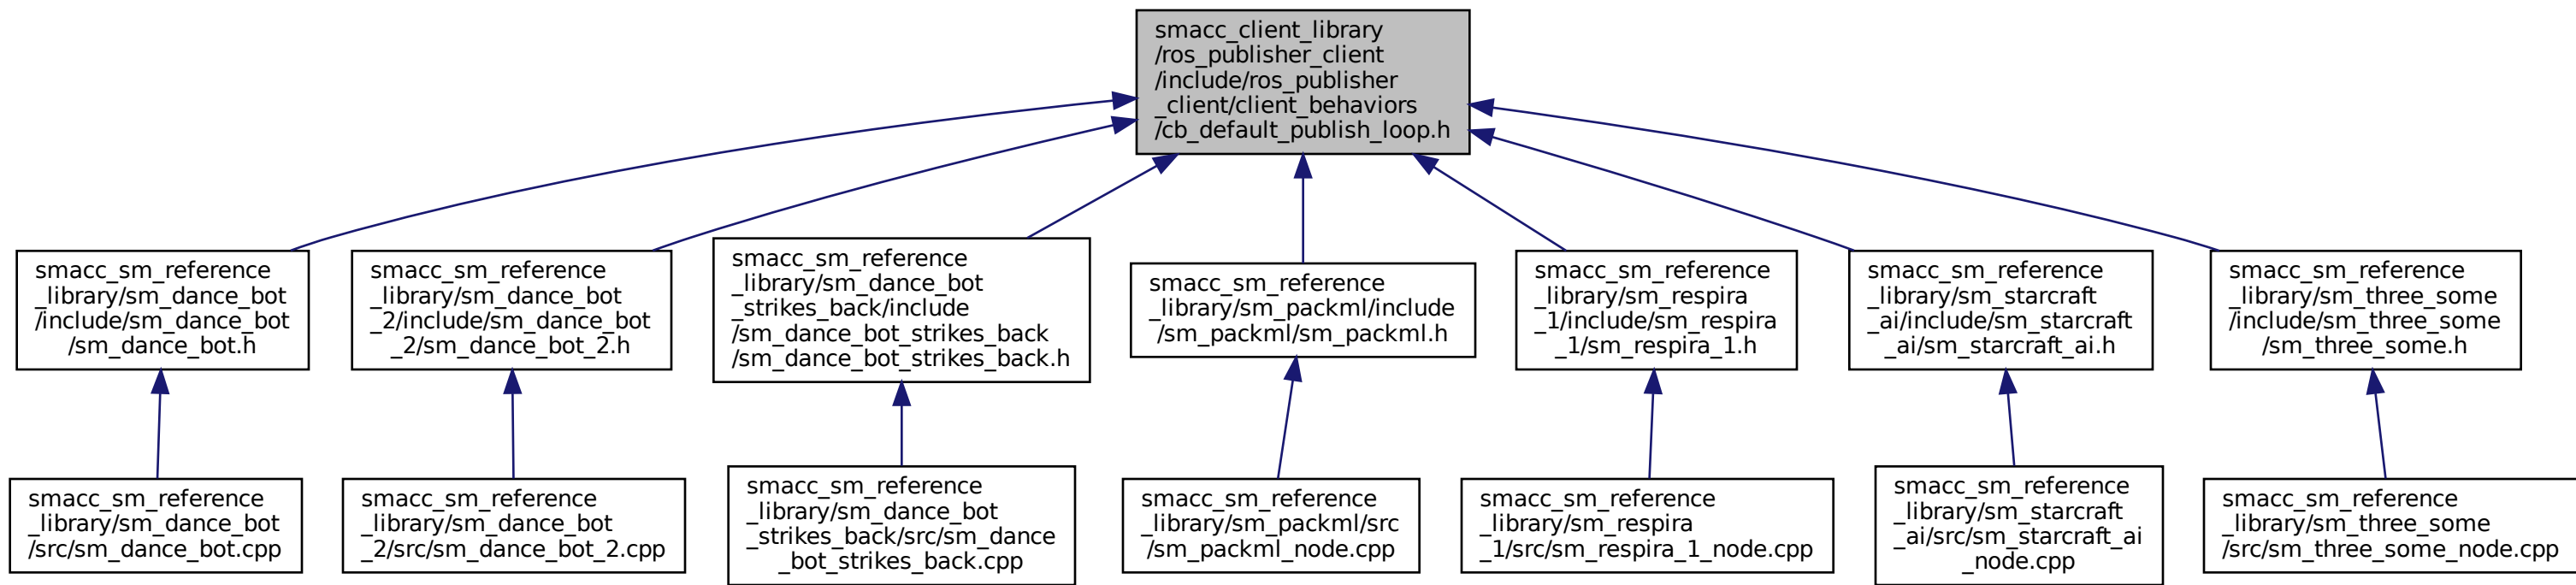 smacc_client_library
/ros_publisher_client
/include/ros_publisher
_client/client_behaviors
/cb_default_publish_loop.h
smacc_sm_reference
_library/sm_dance_bot
/include/sm_dance_bot
/sm_dance_bot.h
smacc_sm_reference
_library/sm_dance_bot
_2/include/sm_dance_bot
_2/sm_dance_bot_2.h
smacc_sm_reference
_library/sm_dance_bot
_strikes_back/include
/sm_dance_bot_strikes_back
/sm_dance_bot_strikes_back.h
smacc_sm_reference
_library/sm_packml/include
/sm_packml/sm_packml.h
smacc_sm_reference
_library/sm_respira
_1/include/sm_respira
_1/sm_respira_1.h
smacc_sm_reference
_library/sm_starcraft
_ai/include/sm_starcraft
_ai/sm_starcraft_ai.h
smacc_sm_reference
_library/sm_three_some
/include/sm_three_some
/sm_three_some.h
smacc_sm_reference
_library/sm_dance_bot
/src/sm_dance_bot.cpp
smacc_sm_reference
_library/sm_dance_bot
_2/src/sm_dance_bot_2.cpp
smacc_sm_reference
_library/sm_dance_bot
_strikes_back/src/sm_dance
_bot_strikes_back.cpp
smacc_sm_reference
_library/sm_packml/src
/sm_packml_node.cpp
smacc_sm_reference
_library/sm_respira
_1/src/sm_respira_1_node.cpp
smacc_sm_reference
_library/sm_starcraft
_ai/src/sm_starcraft_ai
_node.cpp
smacc_sm_reference
_library/sm_three_some
/src/sm_three_some_node.cpp